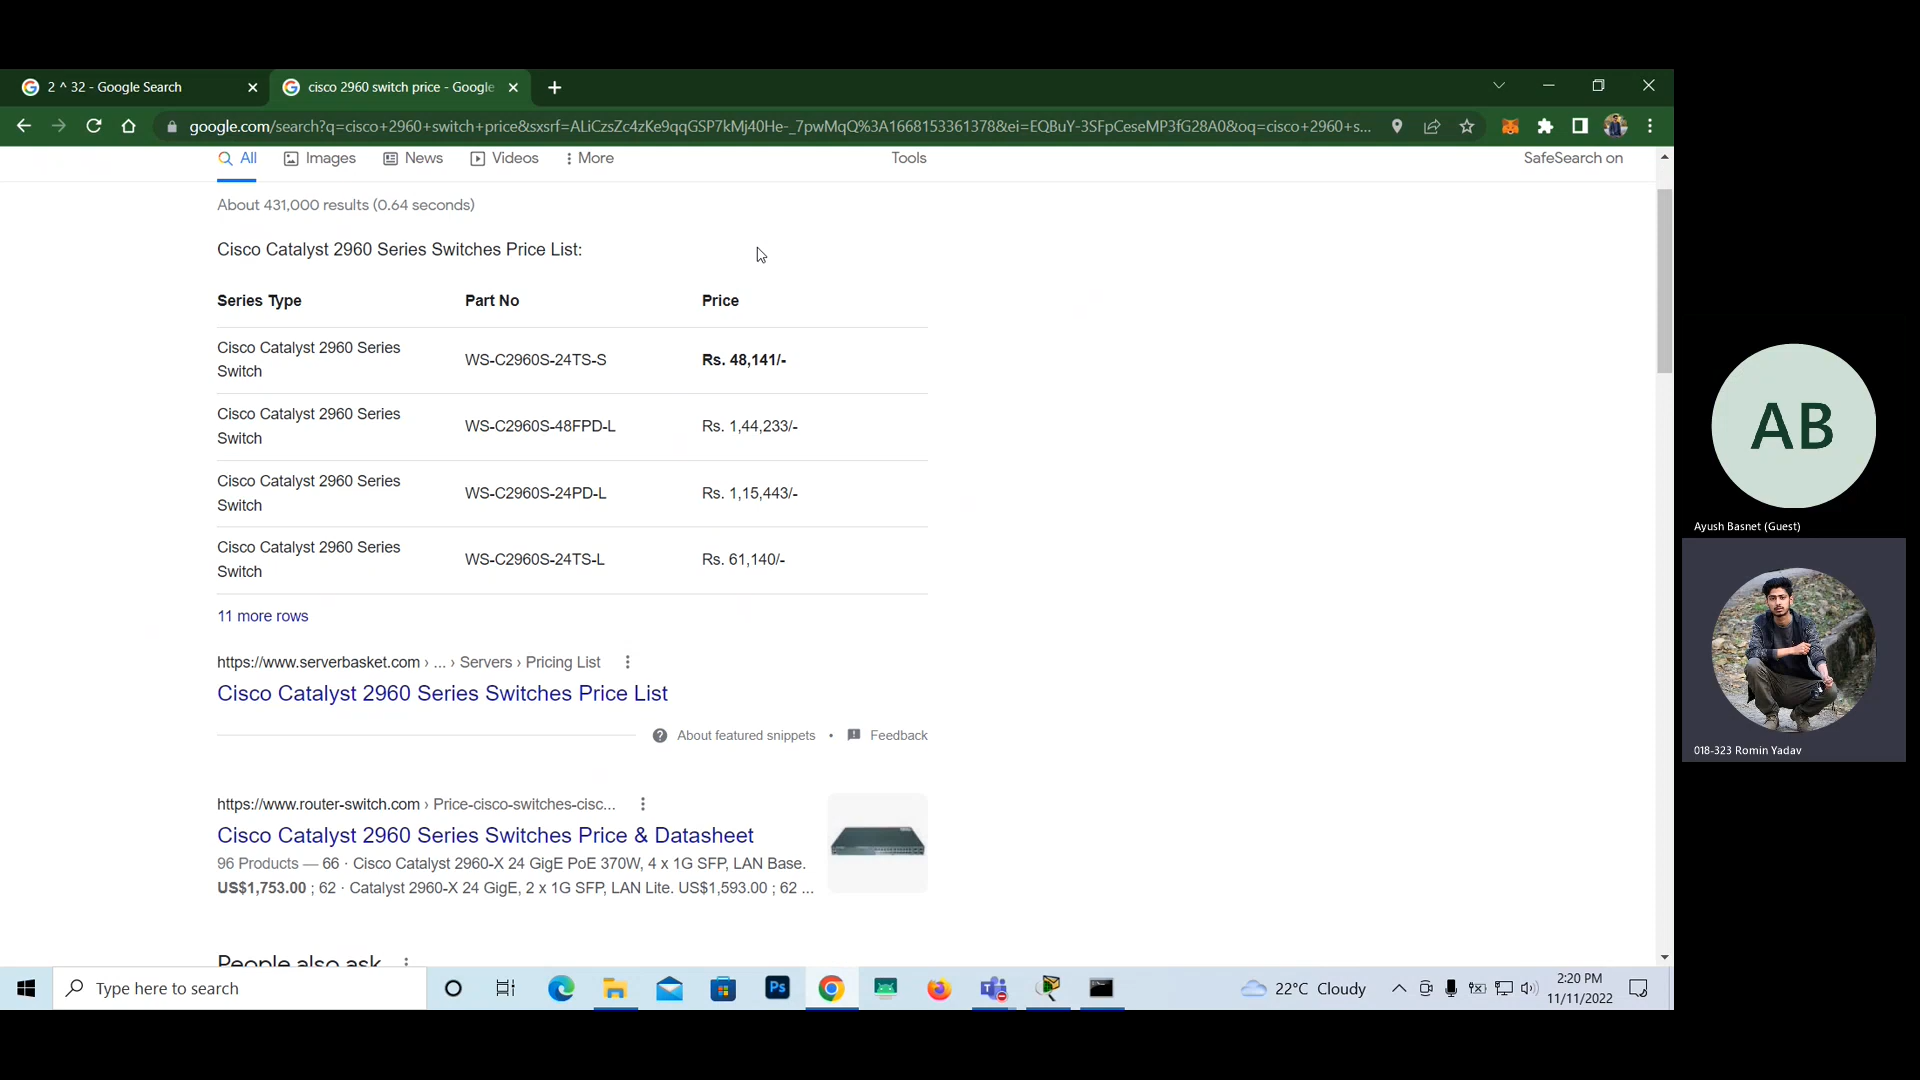 2 ^ 32 - Google Search
cisco 2960 switch price - Google
google.com/search?q=cisco+2960+switch+price&sxsrf=ALiCzsZc4zKe9qqGSP7kMj40He-_7pwMqQ%3A1668153361378&ei=EQBuY-3SFpCeseMP3fG28A0&oq=cisco+2960+s...
All Images News Videos More Tools SafeSearch on
About 431,000 results (0.64 seconds)
Cisco Catalyst 2960 Series Switches Price List:
Series Type Part No Price
Cisco Catalyst 2960 Series
Switch
WS-C2960S-24TS-S Rs. 48,141/-
Cisco Catalyst 2960 Series
Switch
WS-C2960S-48FPD-L Rs. 1,44,233/-
Cisco Catalyst 2960 Series
Switch
WS-C2960S-24PD-L Rs. 1,15,443/-
Cisco Catalyst 2960 Series
Switch
WS-C2960S-24TS-L Rs. 61,140/-
11 more rows
https://www.serverbasket.com › ... › Servers › Pricing List
Cisco Catalyst 2960 Series Switches Price List
About featured snippets • Feedback
https://www.router-switch.com › Price-cisco-switches-cisc...
Cisco Catalyst 2960 Series Switches Price & Datasheet
96 Products — 66 · Cisco Catalyst 2960-X 24 GigE PoE 370W, 4 x 1G SFP, LAN Base.
US$1,753.00 ; 62 · Catalyst 2960-X 24 GigE, 2 x 1G SFP, LAN Lite. US$1,593.00 ; 62 ...
People also ask
AB
Ayush Basnet (Guest)
018-323 Romin Yadav
Type here to search
Ps
22°C Cloudy
2:20 PM
11/11/2022